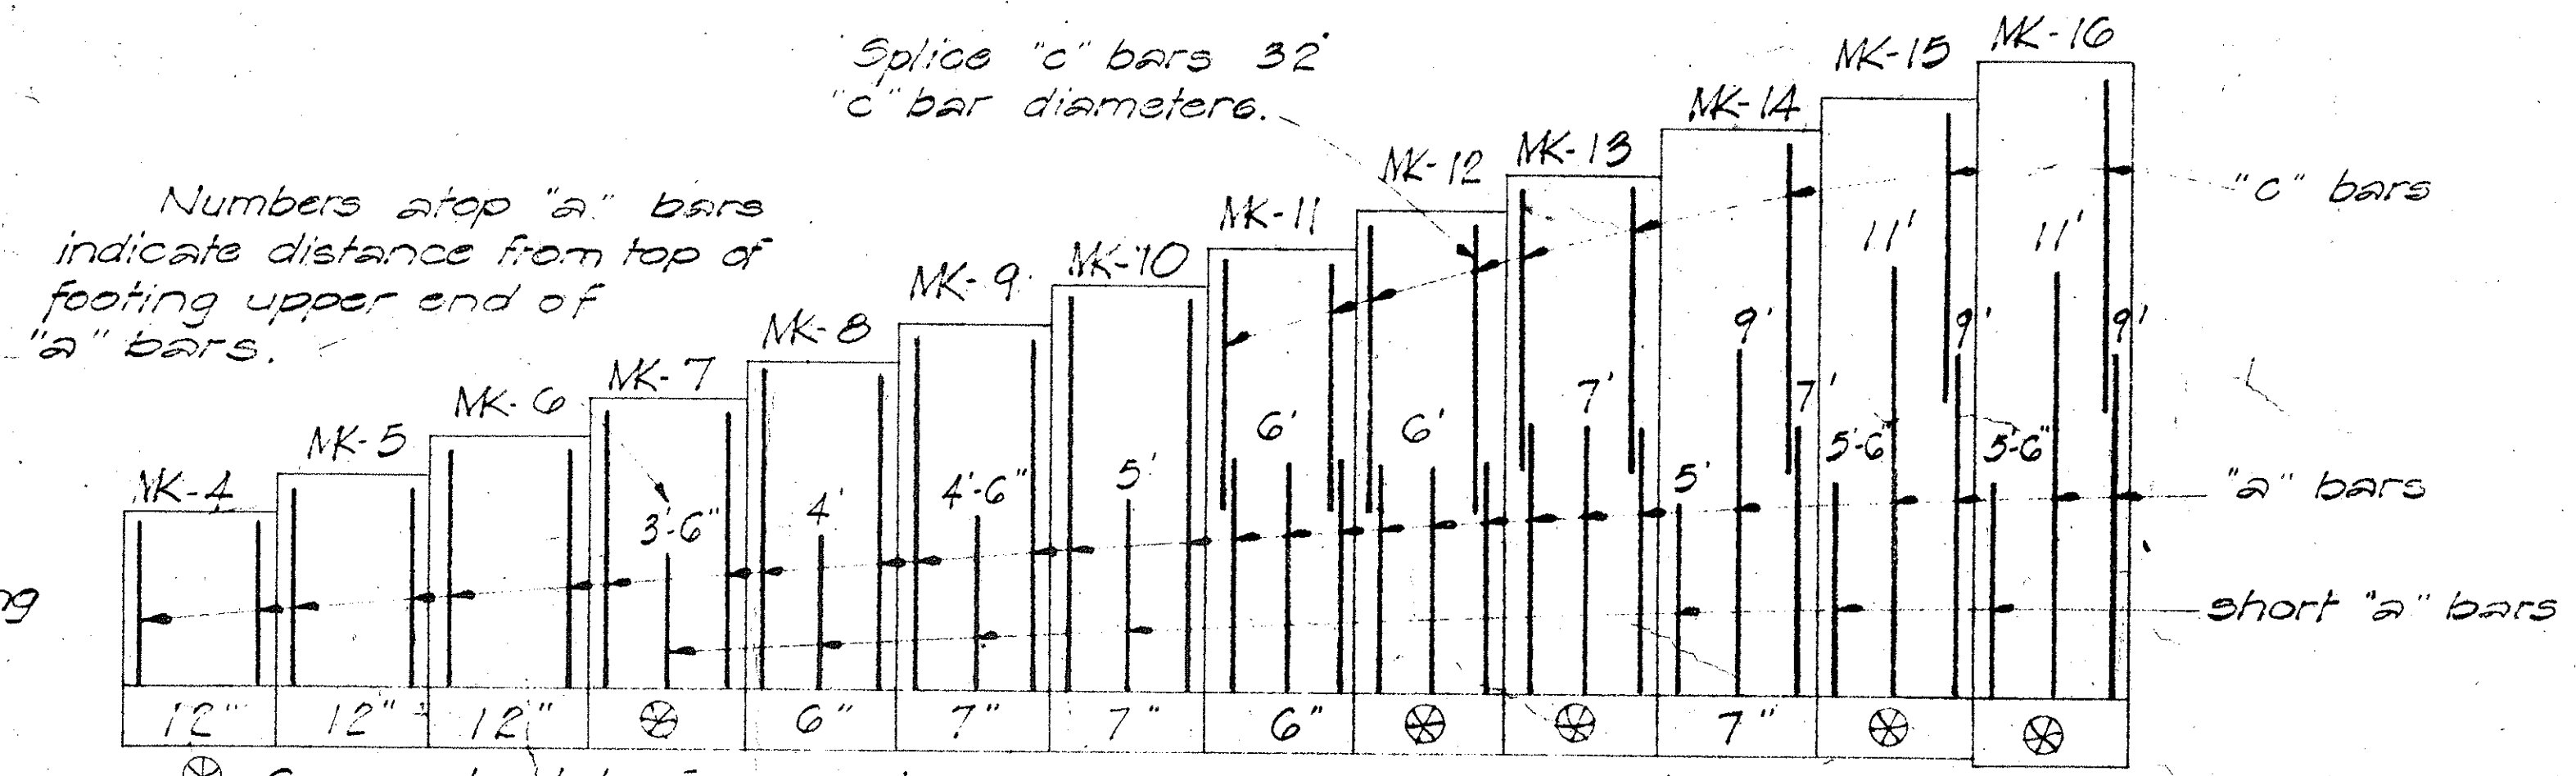 Splice "c" bars 32
"c" bar diameters.
Numbers atop "a" bars
indicate distance from top of
footing upper end of
"a" bars.
MK-4
MK-5
MK-6
MK-7
MK-8
MK-9
MK-10
MK-11
MK-12
MK-13
MK-14
MK-15
MK-16
"c" bars
"a" bars
short "a" bars
3'-6"
4'
4'-6"
5'
6'
6'
7'
5'
9'
7'
5'-6"
11'
9'
5'-6"
11'
9'
12"
12"
12"
6"
7"
7"
6"
7"